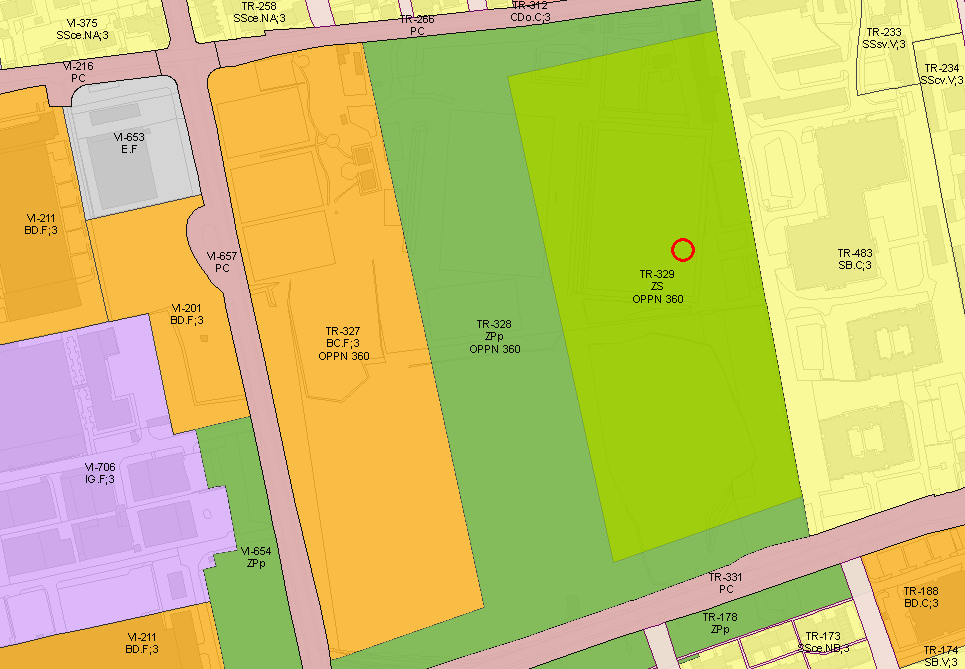 TR-258
SSce.NA;3
VI-375
SSce.NA;3
TR-266
PC
TR-312
CDo.C;3
TR-233
SSsv.V;3
TR-234
SScv.V;3
VI-216
PC
VI-653
E.F
VI-211
BD.F;3
VI-657
PC
TR-483
SB.C;3
TR-329
ZS
OPPN 360
VI-201
BD.F;3
TR-327
BC.F;3
OPPN 360
TR-328
ZPp
OPPN 360
VI-706
IG.F;3
VI-654
ZPp
TR-331
PC
TR-188
BD.C;3
TR-178
ZPp
VI-211
BD.F;3
TR-173
SSce.NB;3
TR-174
SB.V;3